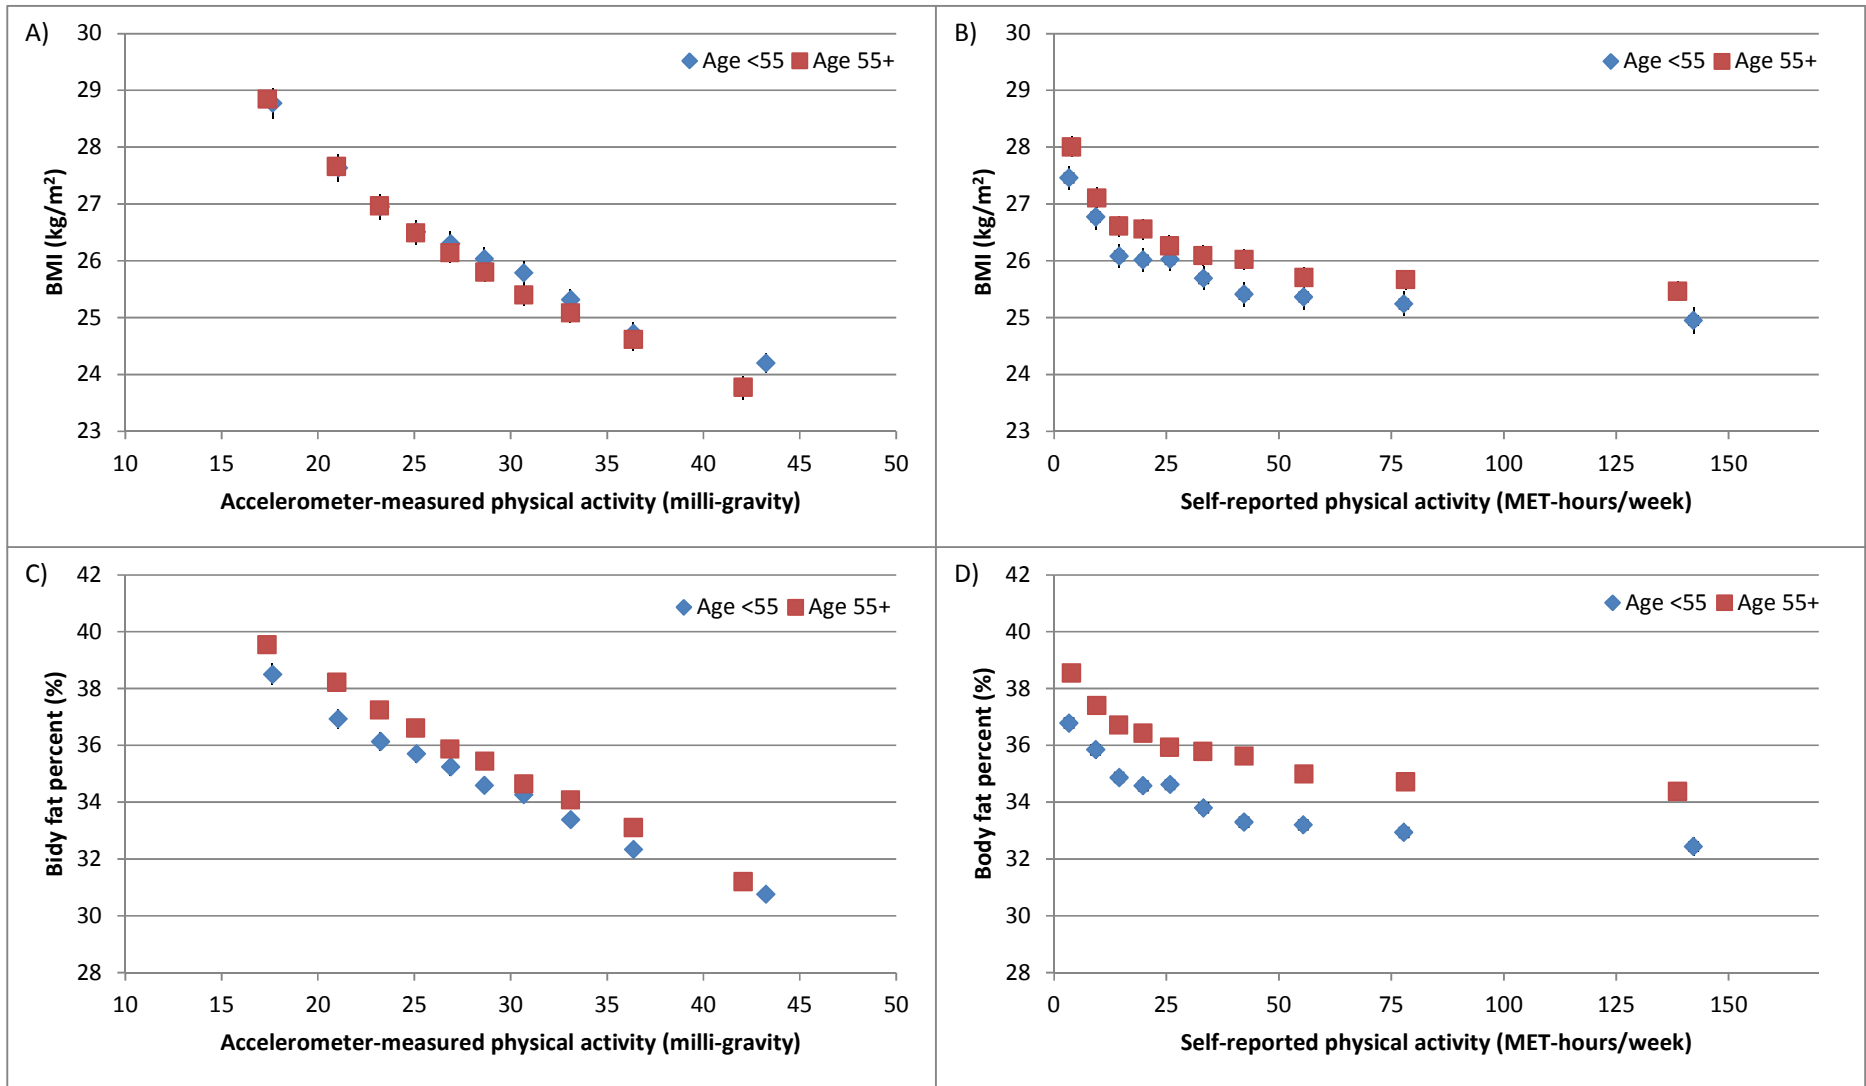 A)
BMI (kg/m²)
30
29
28
27
26
25
24
23
Age <55 Age 55+
10 15 20 25 30 35 40 45 50
Accelerometer-measured physical activity (milli-gravity)
B)
BMI (kg/m²)
30
29
28
27
26
25
24
23
Age <55 Age 55+
0 25 50 75 100 125 150
Self-reported physical activity (MET-hours/week)
C)
Bidy fat percent (%)
42
40
38
36
34
32
30
28
Age <55 Age 55+
10 15 20 25 30 35 40 45 50
Accelerometer-measured physical activity (milli-gravity)
D)
Body fat percent (%)
42
40
38
36
34
32
30
28
Age <55 Age 55+
0 25 50 75 100 125 150
Self-reported physical activity (MET-hours/week)